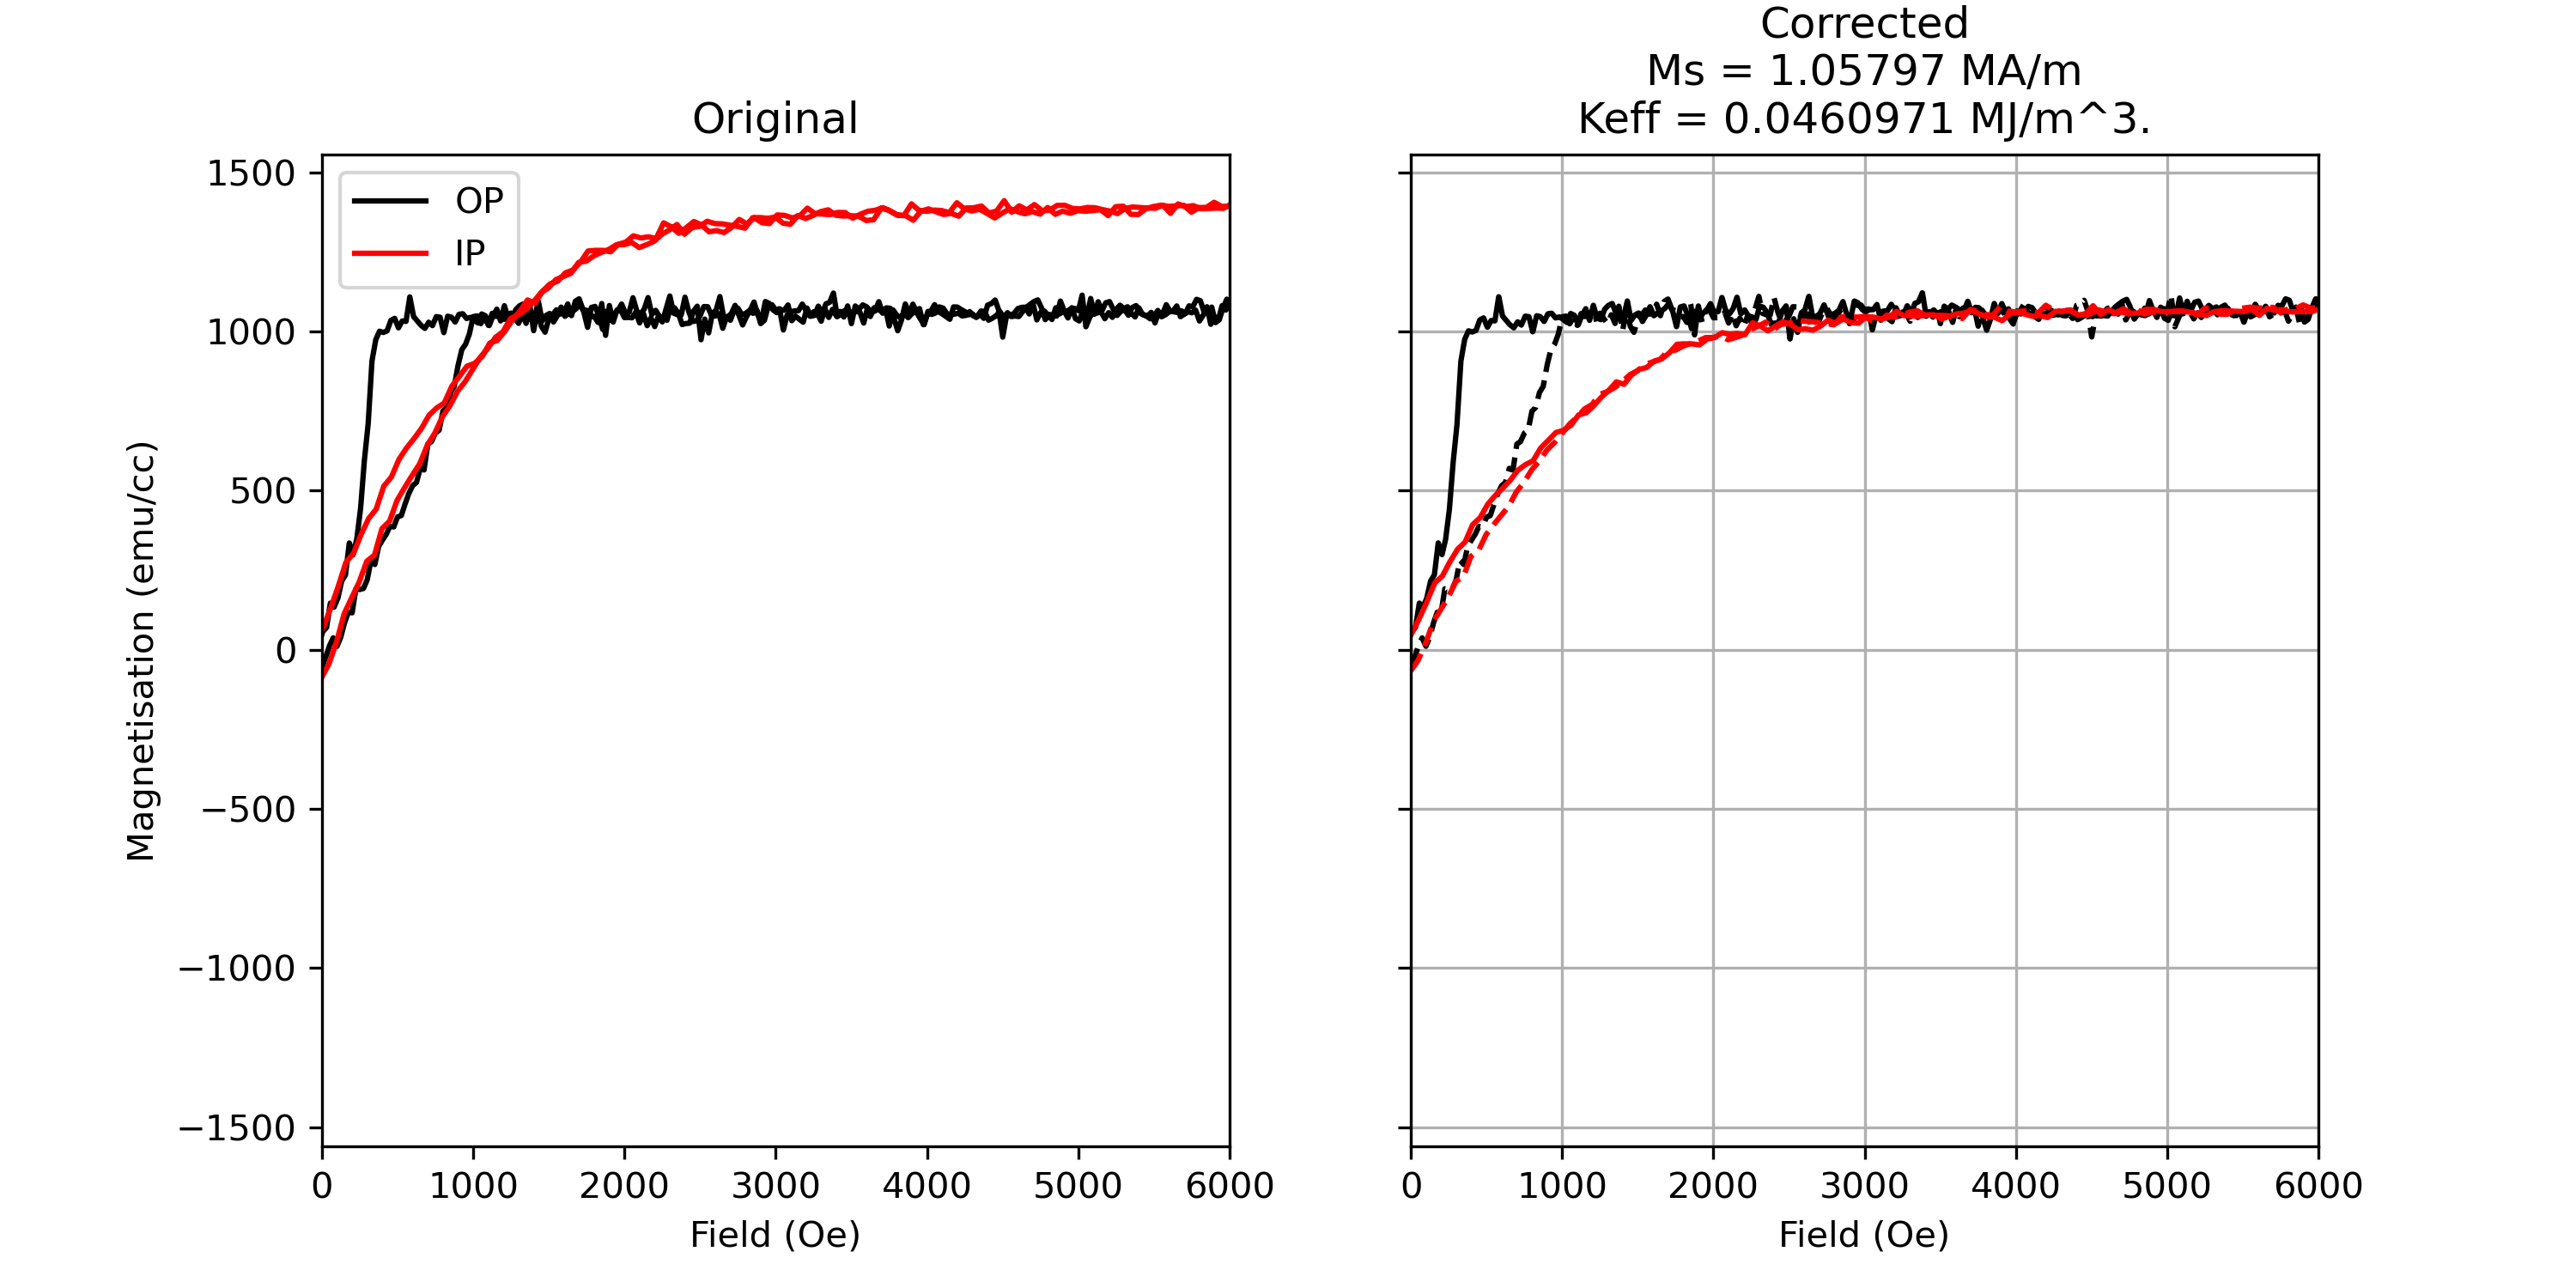 Original
Corrected
Ms = 1.05797 MA/m
Keff = 0.0460971 MJ/m^3.
OP
IP
Magnetisation (emu/cc)
1500
1000
500
0
−500
−1000
−1500
0 1000 2000 3000 4000 5000 6000
Field (Oe)
0 1000 2000 3000 4000 5000 6000
Field (Oe)